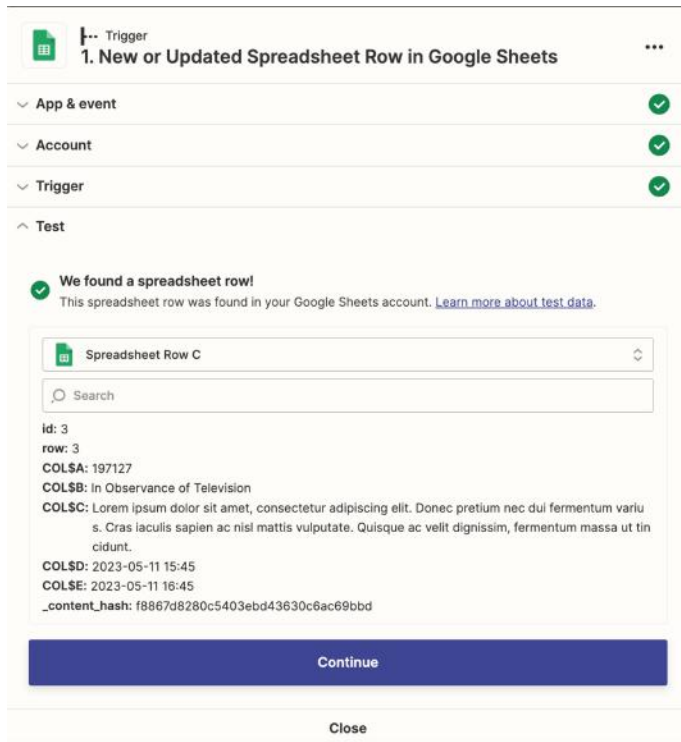 Trigger
1. New or Updated Spreadsheet Row in Google Sheets
App & event
Account
Trigger
Test
We found a spreadsheet row!
This spreadsheet row was found in your Google Sheets account. Learn more about test data.
Spreadsheet Row C
Search
id: 3
row: 3
COL$A: 197127
COL$B: In Observance of Television
COL$C: Lorem ipsum dolor sit amet, consectetur adipiscing elit. Donec pretium nec dui fermentum variu
s. Cras iaculis sapien ac nisl mattis vulputate. Quisque ac velit dignissim, fermentum massa ut tin
cidunt.
COL$D: 2023-05-11 15:45
COL$E: 2023-05-11 16:45
_content_hash: f8867d8280c5403ebd43630c6ac69bbd
Continue
Close